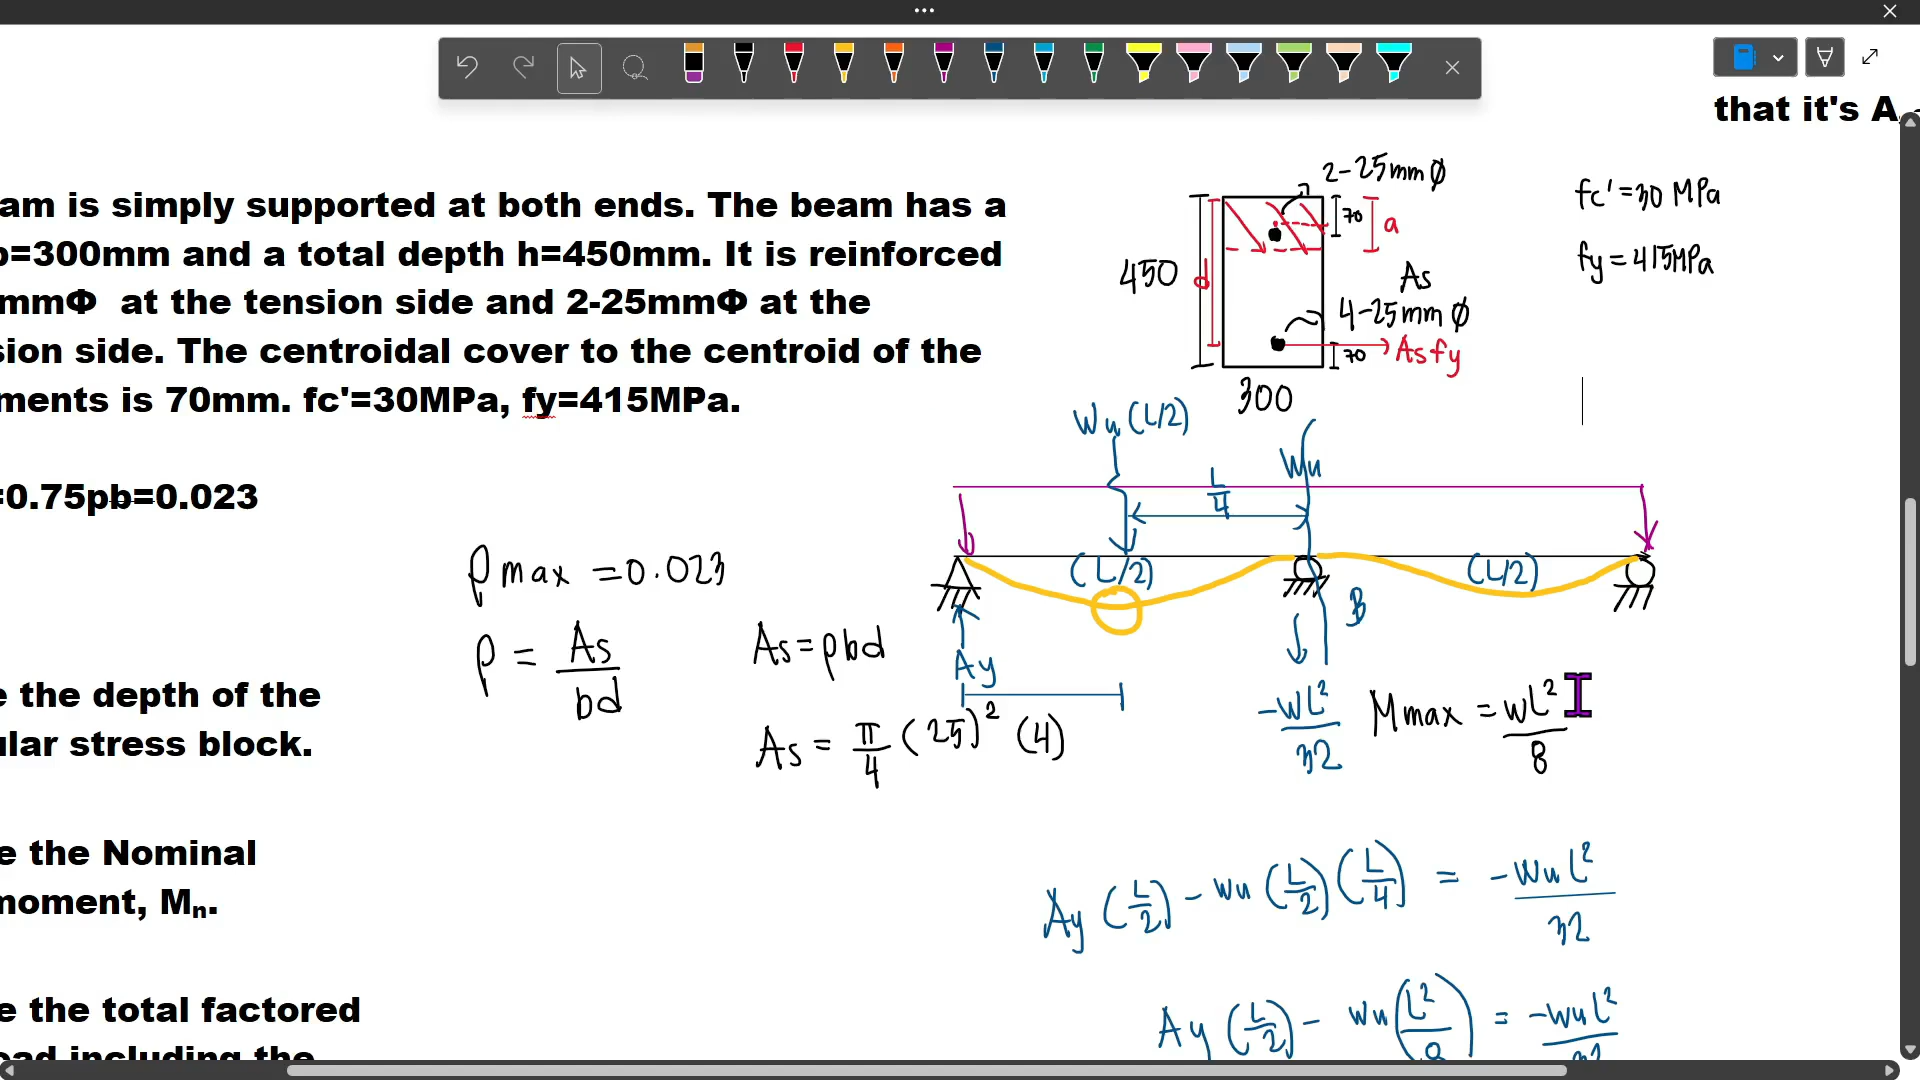 that it's A
am is simply supported at both ends. The beam has a
b=300mm and a total depth h=450mm. It is reinforced
mmΦ at the tension side and 2-25mmΦ at the
sion side. The centroidal cover to the centroid of the
ments is 70mm. fc'=30MPa, fy=415MPa.
=0.75pb=0.023
2-25mm Ø
70
a
450
d
As
4-25mm Ø
70
Asfy
300
fc'=30 MPa
fy=415MPa
Wu(L/2)
Wu
L/4
(L/2)
(L/2)
B
Ay
-WL²/32
Mmax = WL²/8
ρmax = 0.023
ρ = As/bd
As = ρbd
As = π/4 (25)² (4)
e the depth of the
ular stress block.
e the Nominal
moment, Mₙ.
e the total factored
oad including the
Ay (L/2) - Wu (L/2)(L/4) = -WuL²/32
Ay (L/2) - Wu (L²/8) = -WuL²/32